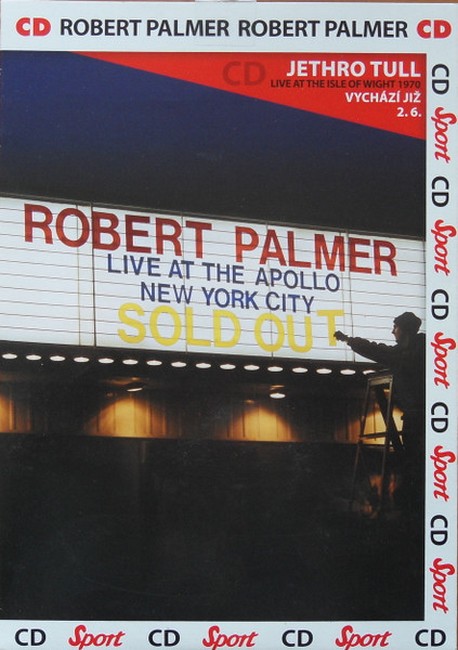 CD ROBERT PALMER ROBERT PALMER CD
CD JETHRO TULL
LIVE AT THE ISLE OF WIGHT 1970
VYCHÁZÍ JIŽ
2. 6.
ROBERT PALMER
LIVE AT THE APOLLO
NEW YORK CITY
SOLD OUT
CD
Sport
CD
Sport
CD
Sport
CD
Sport
CD
Sport
CD Sport CD Sport CD Sport CD